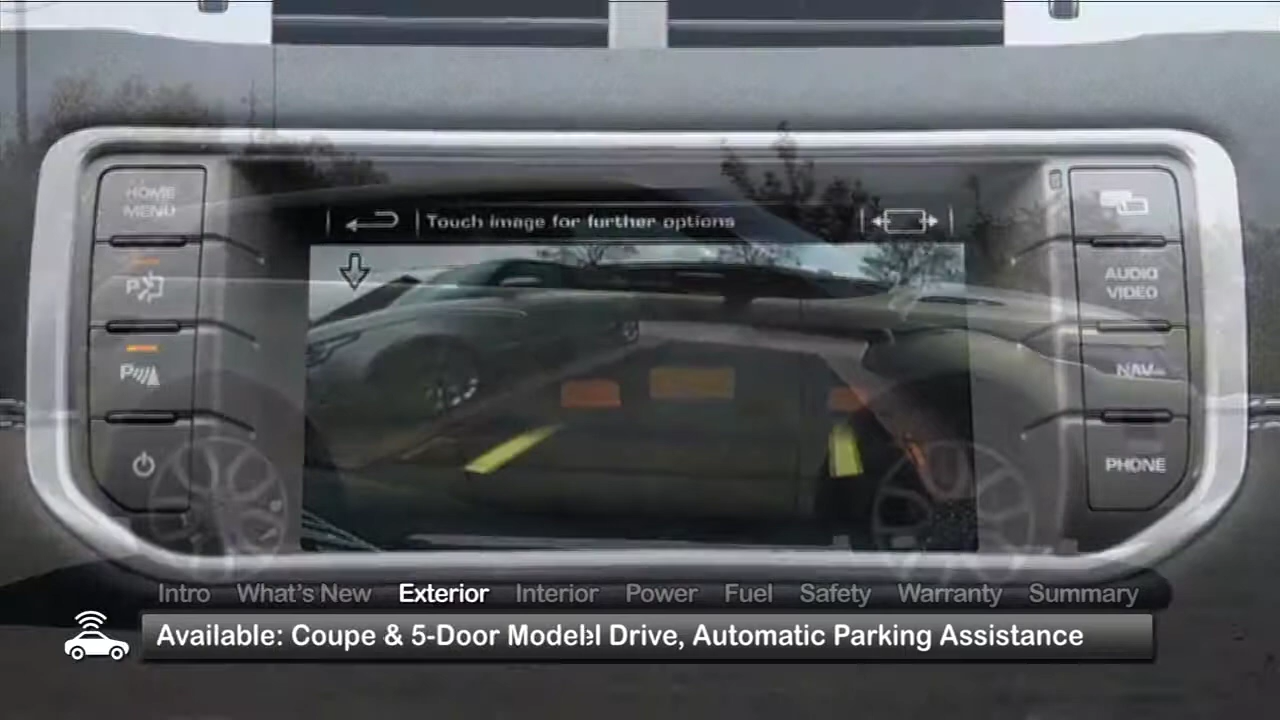 HOME
MENU
Touch image for further options
AUDIO
VIDEO
NAV
PHONE
Intro What's New Exterior Interior Power Fuel Safety Warranty Summary
Available: Coupe & 5-Door Model Drive, Automatic Parking Assistance